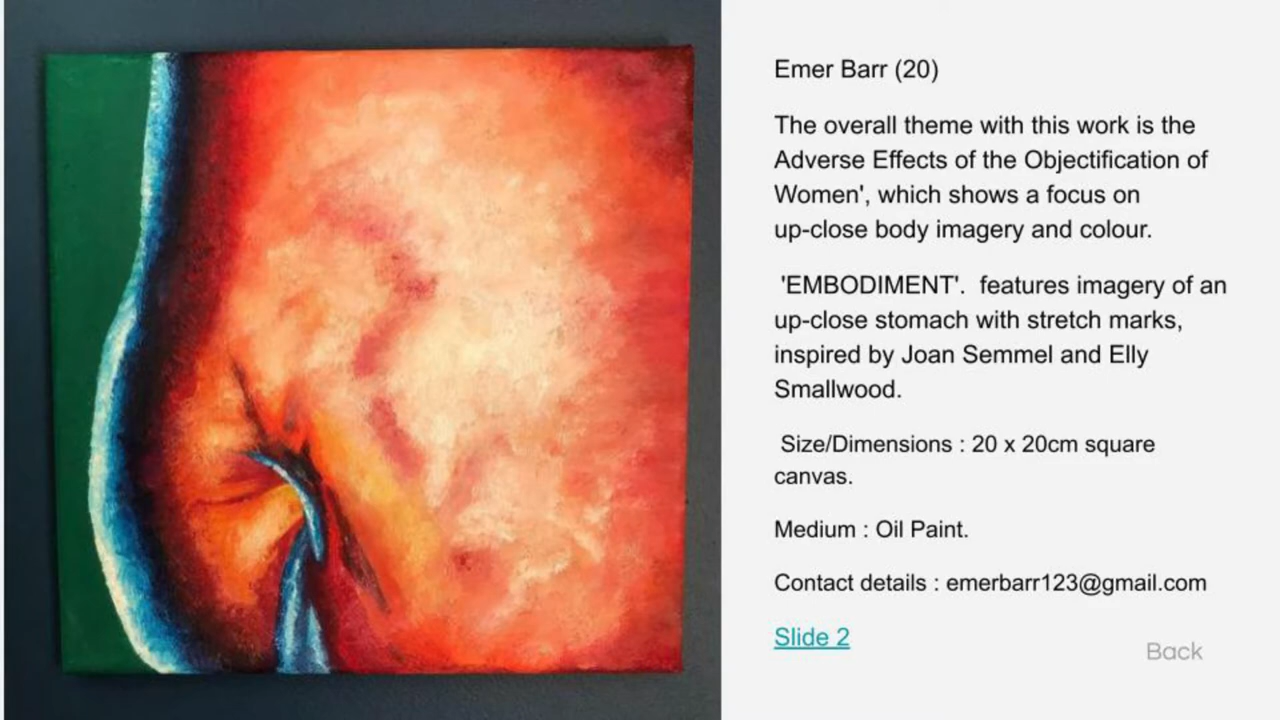 Emer Barr (20)
The overall theme with this work is the
Adverse Effects of the Objectification of
Women', which shows a focus on
up-close body imagery and colour.
'EMBODIMENT'.  features imagery of an
up-close stomach with stretch marks,
inspired by Joan Semmel and Elly
Smallwood.
Size/Dimensions : 20 x 20cm square
canvas.
Medium : Oil Paint.
Contact details : emerbarr123@gmail.com
Slide 2
Back